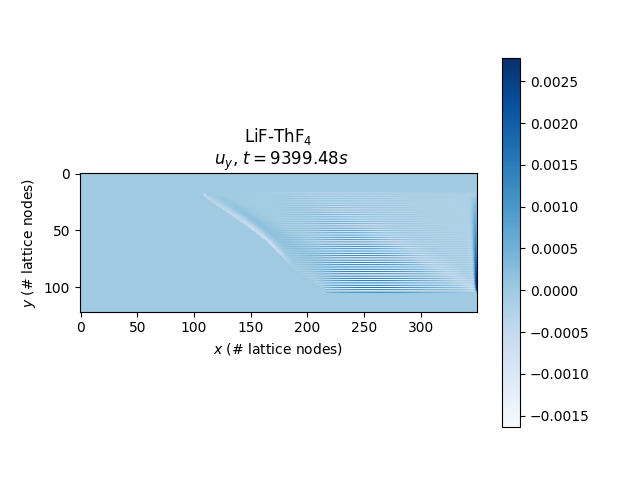 LiF-ThF₄
u_y, t = 9399.48s
0
50
100
y (# lattice nodes)
0 50 100 150 200 250 300
x (# lattice nodes)
0.0025
0.0020
0.0015
0.0010
0.0005
0.0000
−0.0005
−0.0010
−0.0015